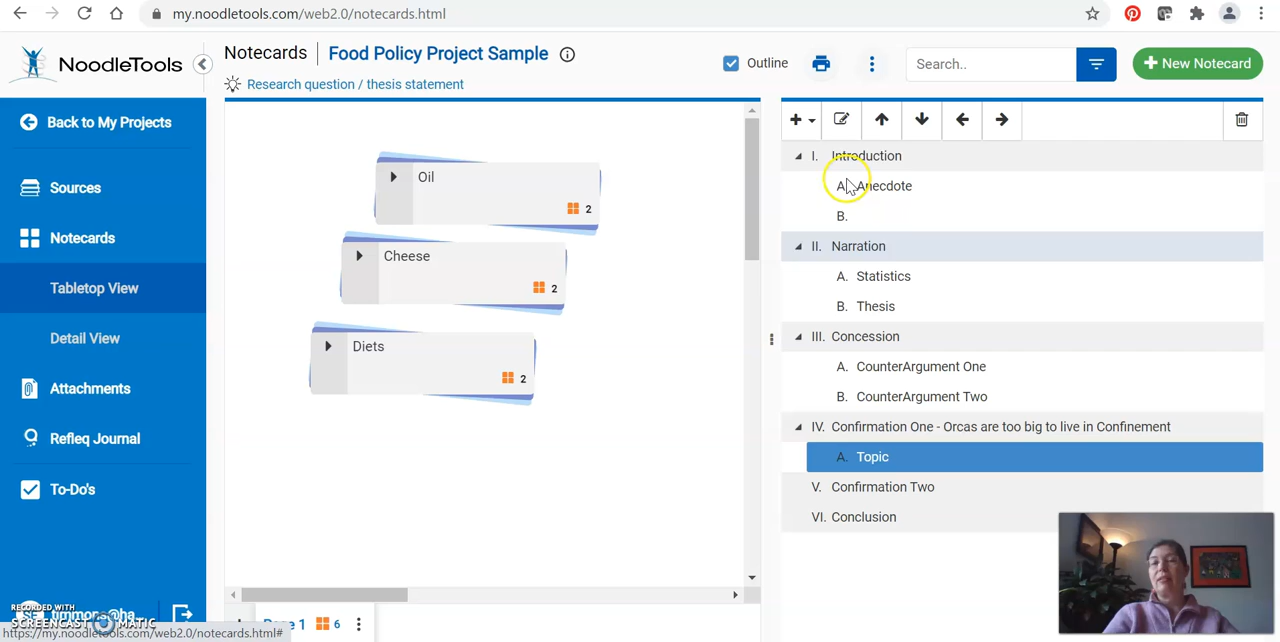 my.noodletools.com/web2.0/notecards.html
NoodleTools
Notecards
Food Policy Project Sample
Research question / thesis statement
Outline
Search..
New Notecard
Back to My Projects
Sources
Notecards
Tabletop View
Detail View
Attachments
Refleq Journal
To-Do's
Oil
2
Cheese
2
Diets
2
I. Introduction
A. Anecdote
B.
II. Narration
A. Statistics
B. Thesis
III. Concession
A. CounterArgument One
B. CounterArgument Two
IV. Confirmation One - Orcas are too big to live in Confinement
A. Topic
V. Confirmation Two
VI. Conclusion
1
6
RECORDED WITH
SCREENCAST MATIC
https://my.noodletools.com/web2.0/notecards.html#